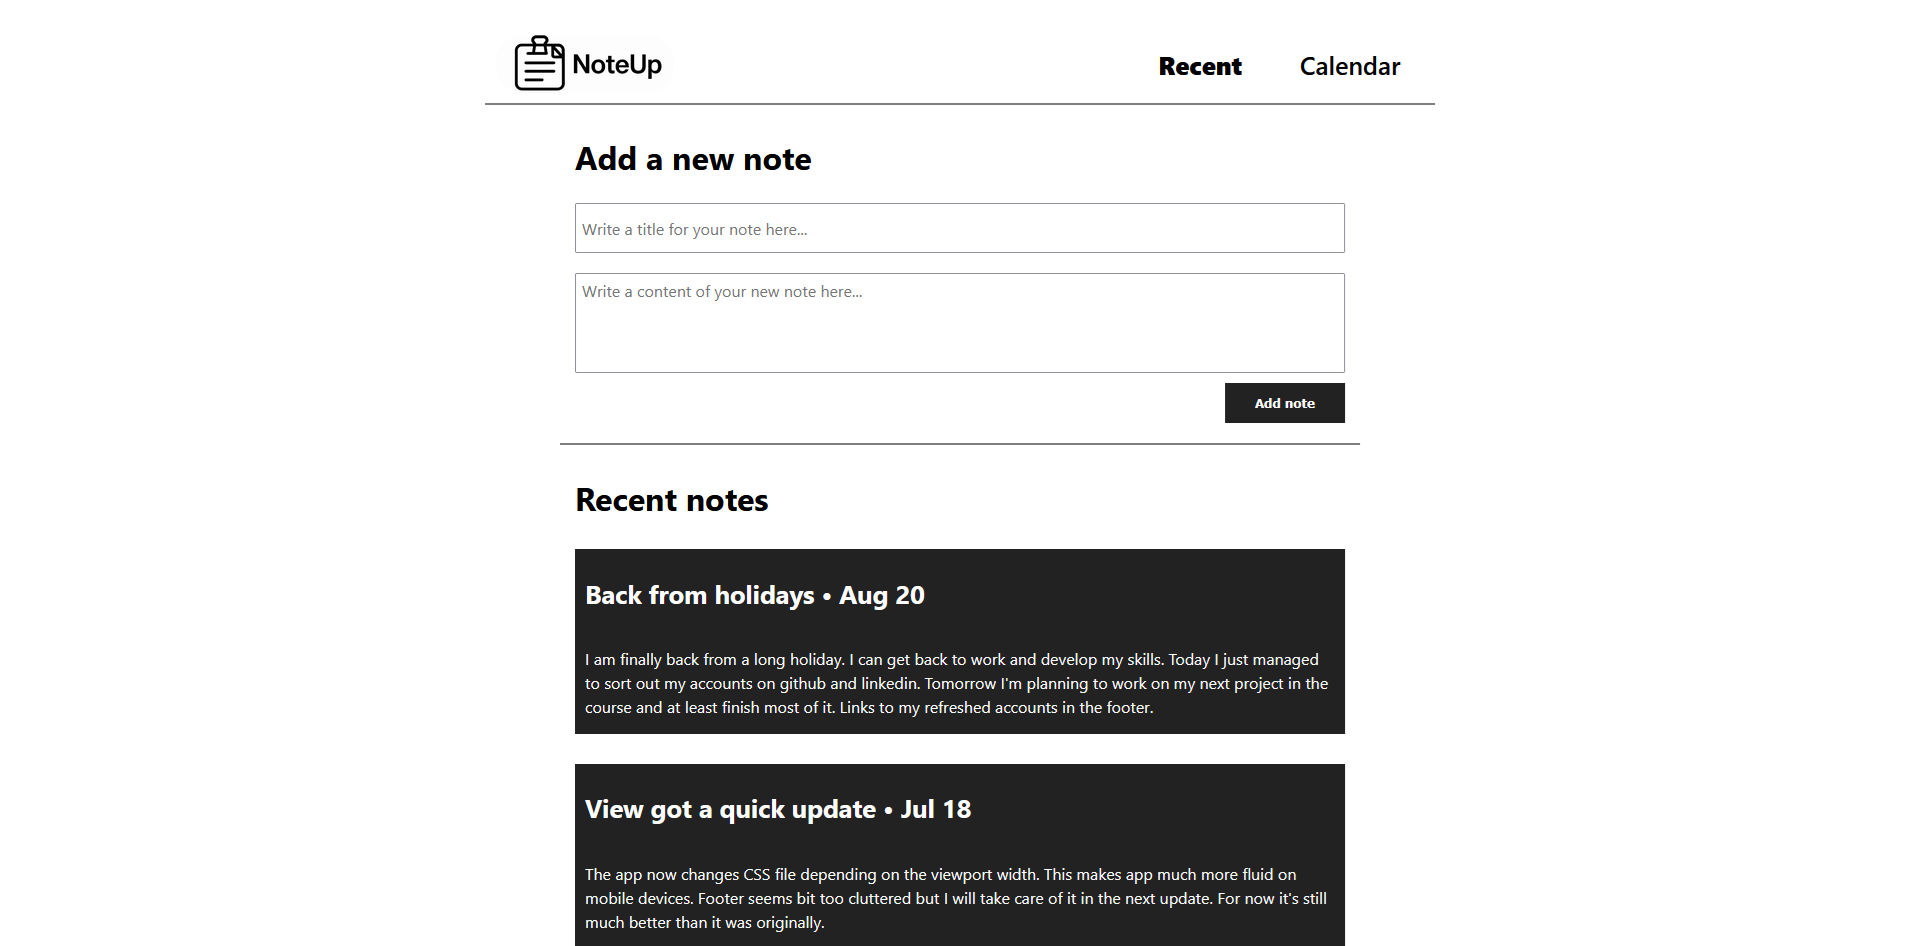 NoteUp
Recent
Calendar
Add a new note
Write a title for your note here...
Write a content of your new note here...
Add note
Recent notes
Back from holidays • Aug 20
I am finally back from a long holiday. I can get back to work and develop my skills. Today I just managed
to sort out my accounts on github and linkedin. Tomorrow I'm planning to work on my next project in the
course and at least finish most of it. Links to my refreshed accounts in the footer.
View got a quick update • Jul 18
The app now changes CSS file depending on the viewport width. This makes app much more fluid on
mobile devices. Footer seems bit too cluttered but I will take care of it in the next update. For now it's still
much better than it was originally.